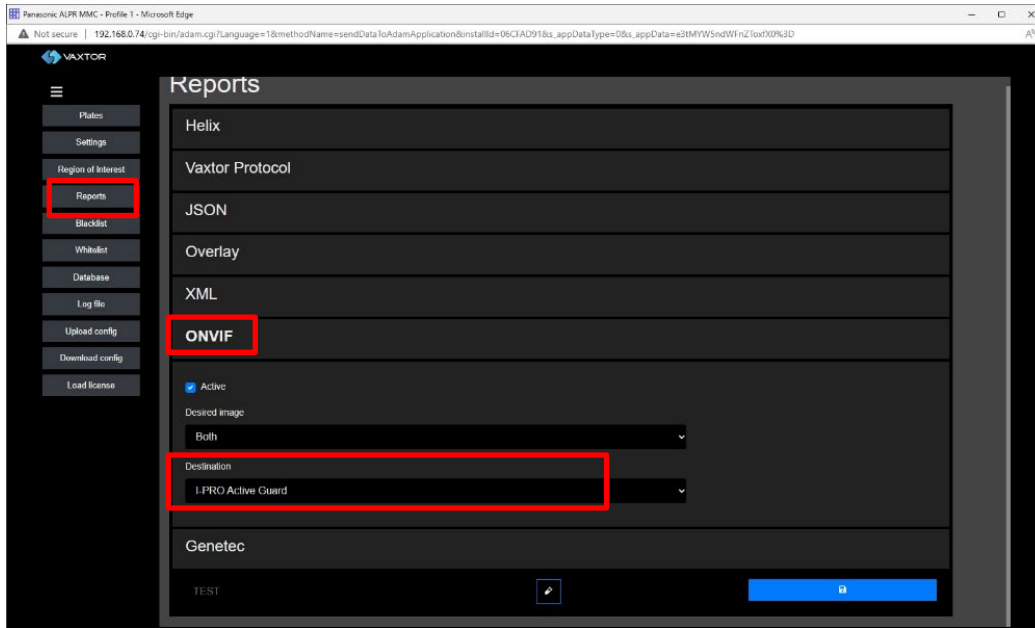 Panasonic ALPR MMC - Profile 1 - Microsoft Edge
Not secure | 192.168.0.74/cgi-bin/adam.cgi?Language=1&methodName=sendDataToAdamApplication&installId=06CFAD91&s_appDataType=0&s_appData=e3tMYW5ndWFnZToxfX0%3D
VAXTOR
Reports
Plates
Settings
Region of Interest
Reports
Blacklist
Whitelist
Database
Log file
Upload config
Download config
Load license
Helix
Vaxtor Protocol
JSON
Overlay
XML
ONVIF
Active
Desired image
Both
Destination
I-PRO Active Guard
Genetec
TEST